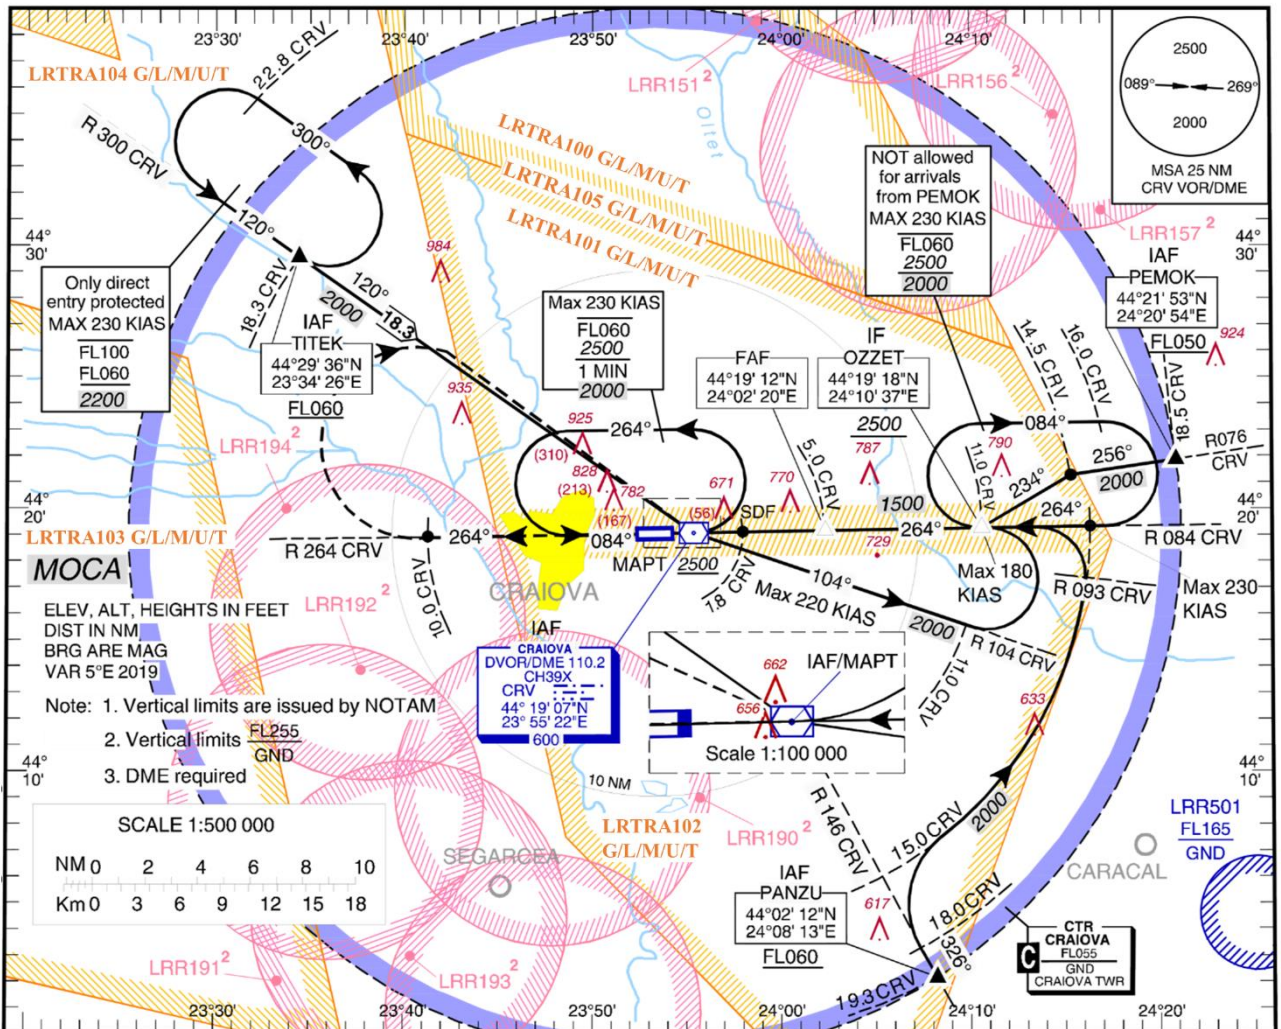 23°30'
23°40'
23°50'
24°00'
24°10'
LRTRA104 G/L/M/U/T
22.8 CRV
300°
R 300 CRV
120°
18.3 CRV
120°
2000
18.3
984
LRR151 2
Oltet
LRR156 2
LRTRA100 G/L/M/U/T
LRTRA105 G/L/M/U/T
LRTRA101 G/L/M/U/T
2500
089°
269°
2000
MSA 25 NM
CRV VOR/DME
NOT allowed
for arrivals
from PEMOK
MAX 230 KIAS
FL060
2500
2000
LRR157 2
44°
30'
44°
30'
IAF
PEMOK
44°21' 53"N
24°20' 54"E
FL050
924
Only direct
entry protected
MAX 230 KIAS
FL100
FL060
2200
IAF
TITEK
44°29' 36"N
23°34' 26"E
FL060
Max 230 KIAS
FL060
2500
1 MIN
2000
FAF
44°19' 12"N
24°02' 20"E
IF
OZZET
44°19' 18"N
24°10' 37"E
2500
14.5 CRV
16.0 CRV
18.5 CRV
R076
CRV
935
925
(310)
828
(213)
782
(167)
264°
671
(56)
770
787
5.0 CRV
11.0 CRV
790
084°
256°
234°
2000
1500
LRR194 2
44°
20'
44°
20'
LRTRA103 G/L/M/U/T
R 264 CRV
264°
084°
SDF
264°
264°
R 084 CRV
729
MOCA
10.0 CRV
CRAIOVA
MAPT
2500
1.8 CRV
104°
Max 220 KIAS
2000
Max 180
KIAS
R 093 CRV
Max 230
KIAS
R 104 CRV
11.0 CRV
ELEV, ALT, HEIGHTS IN FEET
DIST IN NM
BRG ARE MAG
VAR 5°E 2019
LRR192 2
IAF
CRAIOVA
DVOR/DME 110.2
CH39X
CRV
44° 19' 07"N
23° 55' 22"E
600
662
656
IAF/MAPT
Scale 1:100 000
633
Note: 1. Vertical limits are issued by NOTAM
2. Vertical limits FL255
GND
3. DME required
10 NM
44°
10'
44°
10'
SCALE 1:500 000
NM 0 2 4 6 8 10
Km 0 3 6 9 12 15 18
SEGARCEA
LRTRA102
G/L/M/U/T
LRR190 2
R 146 CRV
15.0 CRV
2000
LRR501
FL165
GND
CARACAL
IAF
PANZU
44°02' 12"N
24°08' 13"E
FL060
617
18.0 CRV
326°
19.3 CRV
C
CTR
CRAIOVA
FL055
GND
CRAIOVA TWR
LRR191 2
LRR193 2
23°30'
23°40'
23°50'
24°00'
24°10'
24°20'